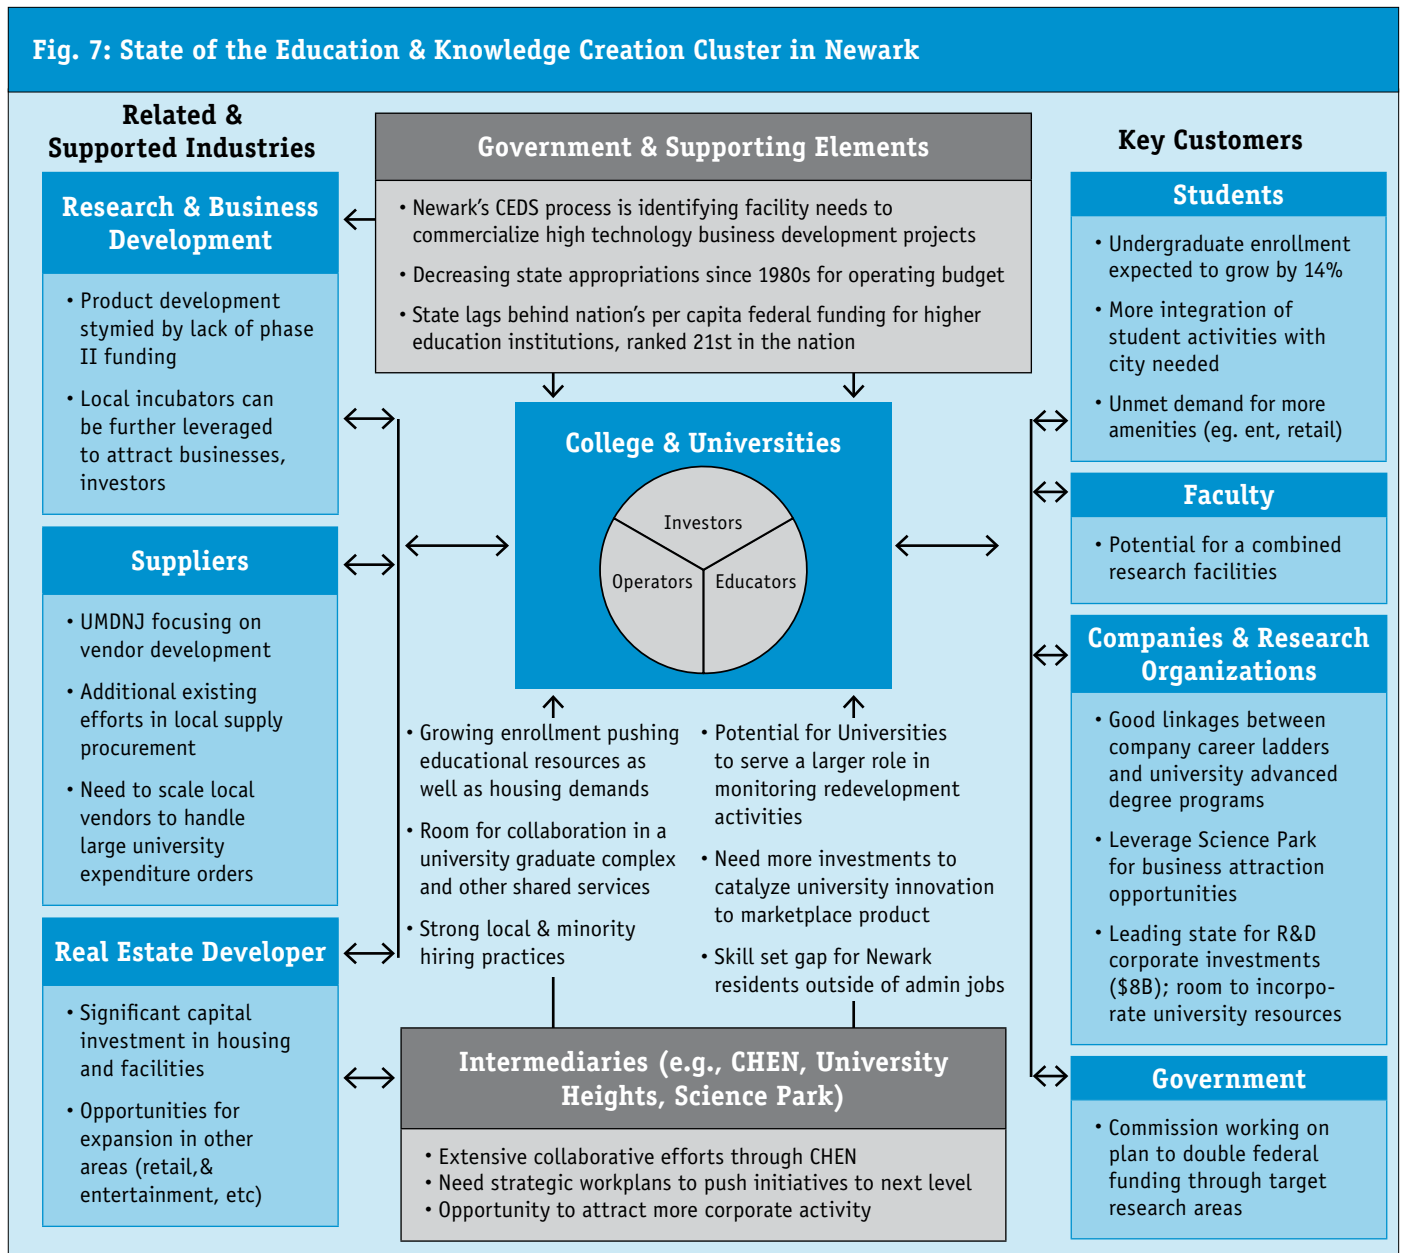 Fig. 7: State of the Education & Knowledge Creation Cluster in Newark
Related &
Supported Industries
Research & Business
Development
• Product development
stymied by lack of phase
II funding
• Local incubators can
be further leveraged
to attract businesses,
investors
Suppliers
• UMDNJ focusing on
vendor development
• Additional existing
efforts in local supply
procurement
• Need to scale local
vendors to handle
large university
expenditure orders
Real Estate Developer
• Significant capital
investment in housing
and facilities
• Opportunities for
expansion in other
areas (retail,&
entertainment, etc)
Government & Supporting Elements
• Newark's CEDS process is identifying facility needs to
commercialize high technology business development projects
• Decreasing state appropriations since 1980s for operating budget
• State lags behind nation's per capita federal funding for higher
education institutions, ranked 21st in the nation
College & Universities
Investors
Operators
Educators
• Growing enrollment pushing
educational resources as
well as housing demands
• Room for collaboration in a
university graduate complex
and other shared services
• Strong local & minority
hiring practices
• Potential for Universities
to serve a larger role in
monitoring redevelopment
activities
• Need more investments to
catalyze university innovation
to marketplace product
• Skill set gap for Newark
residents outside of admin jobs
Intermediaries (e.g., CHEN, University
Heights, Science Park)
• Extensive collaborative efforts through CHEN
• Need strategic workplans to push initiatives to next level
• Opportunity to attract more corporate activity
Key Customers
Students
• Undergraduate enrollment
expected to grow by 14%
• More integration of
student activities with
city needed
• Unmet demand for more
amenities (eg. ent, retail)
Faculty
• Potential for a combined
research facilities
Companies & Research
Organizations
• Good linkages between
company career ladders
and university advanced
degree programs
• Leverage Science Park
for business attraction
opportunities
• Leading state for R&D
corporate investments
($8B); room to incorpo-
rate university resources
Government
• Commission working on
plan to double federal
funding through target
research areas